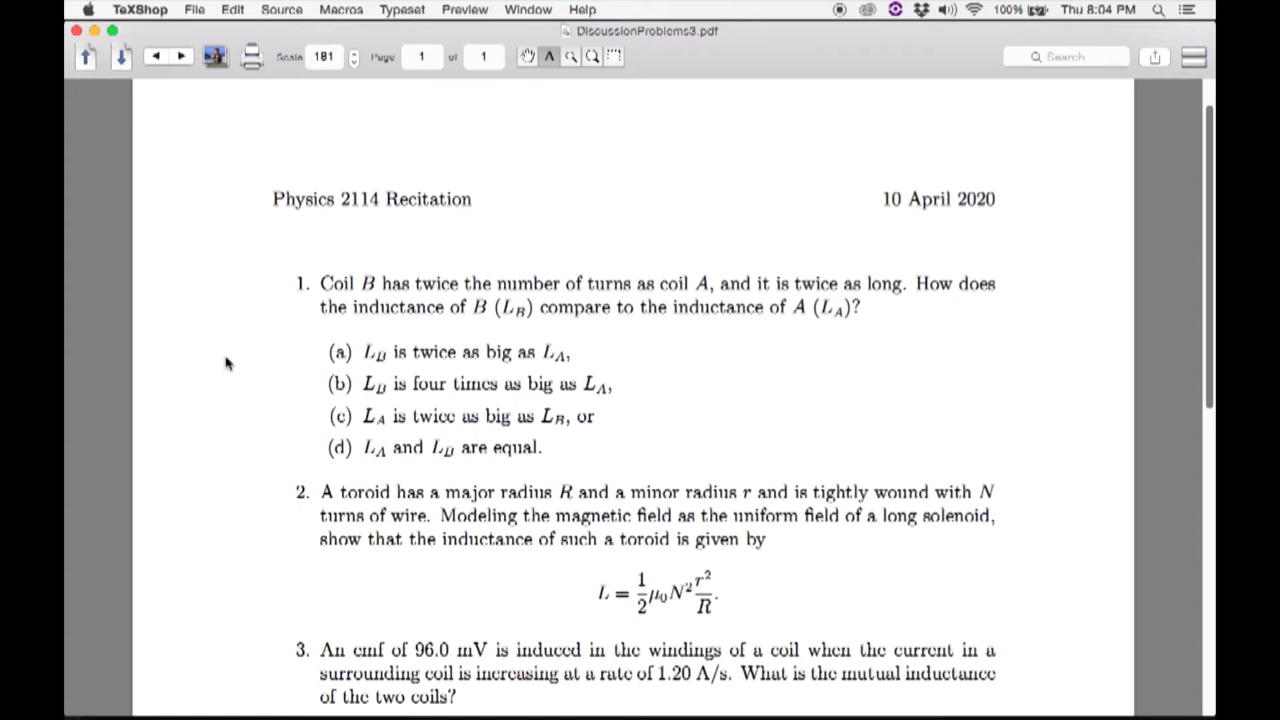 TeXShop File Edit Source Macros Typeset Preview Window Help 100% Thu 8:04 PM
DiscussionProblems3.pdf
Scale 181 Page 1 of 1 Search
Physics 2114 Recitation 10 April 2020
1. Coil B has twice the number of turns as coil A, and it is twice as long. How does
the inductance of B (L_B) compare to the inductance of A (L_A)?
(a) L_B is twice as big as L_A,
(b) L_B is four times as big as L_A,
(c) L_A is twice as big as L_B, or
(d) L_A and L_B are equal.
2. A toroid has a major radius R and a minor radius r and is tightly wound with N
turns of wire. Modeling the magnetic field as the uniform field of a long solenoid,
show that the inductance of such a toroid is given by
L = 1/2 μ₀N² r²/R.
3. An emf of 96.0 mV is induced in the windings of a coil when the current in a
surrounding coil is increasing at a rate of 1.20 A/s. What is the mutual inductance
of the two coils?